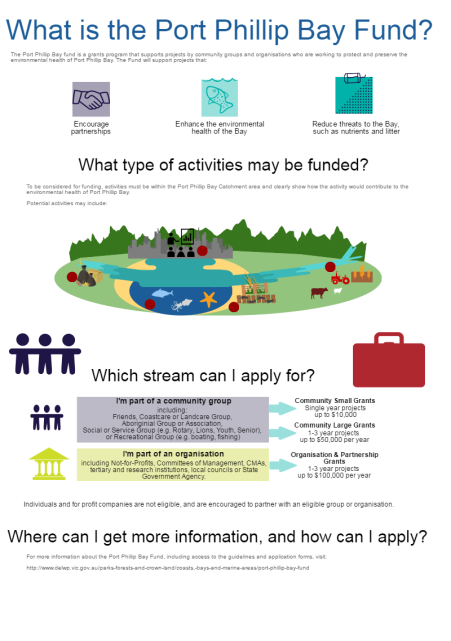 What is the Port Phillip Bay Fund?
The Port Phillip Bay fund is a grants program that supports projects by community groups and organisations who are working to protect and preserve the
environmental health of Port Phillip Bay. The Fund will support projects that:
Encourage
partnerships
Enhance the environmental
health of the Bay
Reduce threats to the Bay,
such as nutrients and litter
What type of activities may be funded?
To be considered for funding, activities must be within the Port Phillip Bay Catchment area and clearly show how the activity would contribute to the
environmental health of Port Phillip Bay.
Potential activities may include:
Which stream can I apply for?
I'm part of a community group
including:
Friends, Coastcare or Landcare Group,
Aboriginal Group or Association,
Social or Service Group (e.g. Rotary, Lions, Youth, Senior),
or Recreational Group (e.g. boating, fishing)
Community Small Grants
Single year projects
up to $10,000
Community Large Grants
1-3 year projects
up to $50,000 per year
I'm part of an organisation
including Not-for-Profits, Committees of Management, CMAs,
tertiary and research institutions, local councils or State
Government Agency.
Organisation & Partnership
Grants
1-3 year projects
up to $100,000 per year
Individuals and for profit companies are not eligible, and are encouraged to partner with an eligible group or organisation.
Where can I get more information, and how can I apply?
For more information about the Port Phillip Bay Fund, including access to the guidelines and application forms, visit:
http://www.delwp.vic.gov.au/parks-forests-and-crown-land/coasts,-bays-and-marine-areas/port-phillip-bay-fund